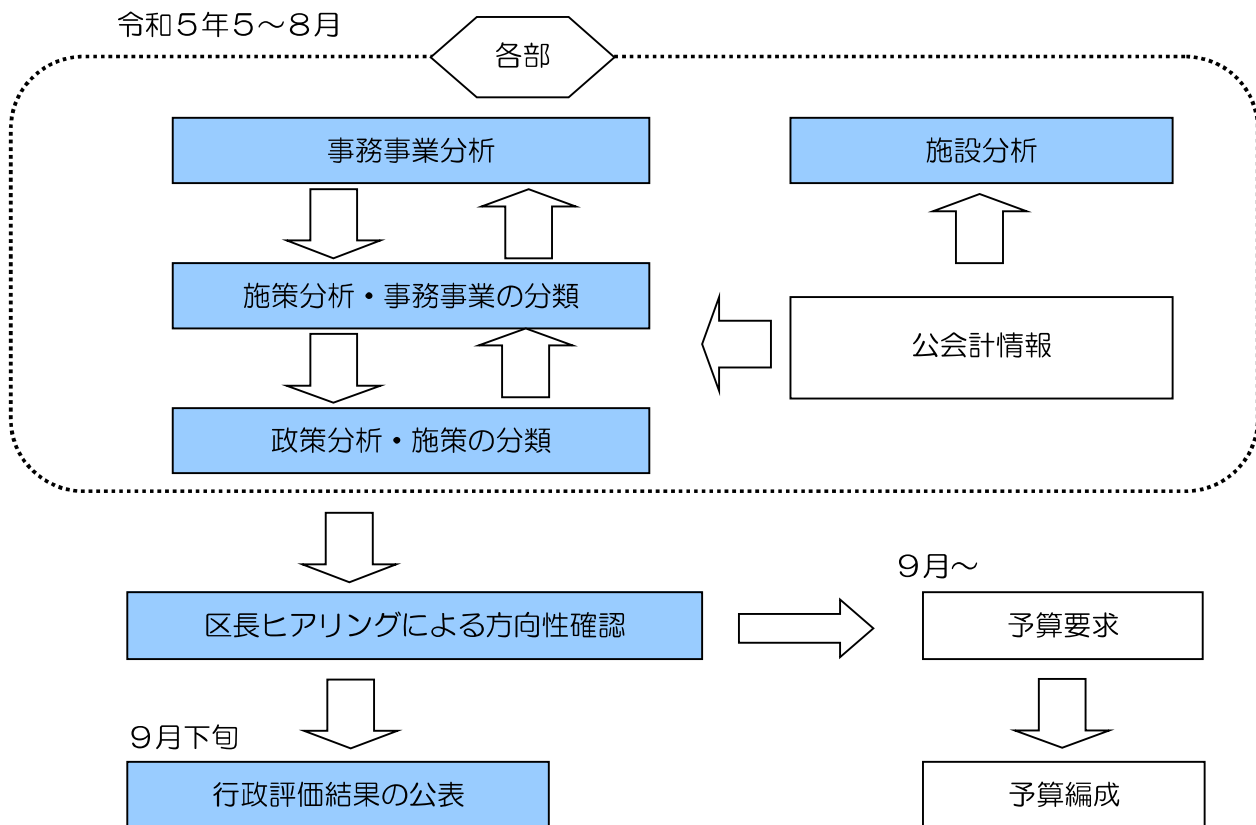 令和５年５～８月
各部
事務事業分析
施設分析
施策分析・事務事業の分類
公会計情報
政策分析・施策の分類
９月～
区長ヒアリングによる方向性確認
予算要求
９月下旬
行政評価結果の公表
予算編成